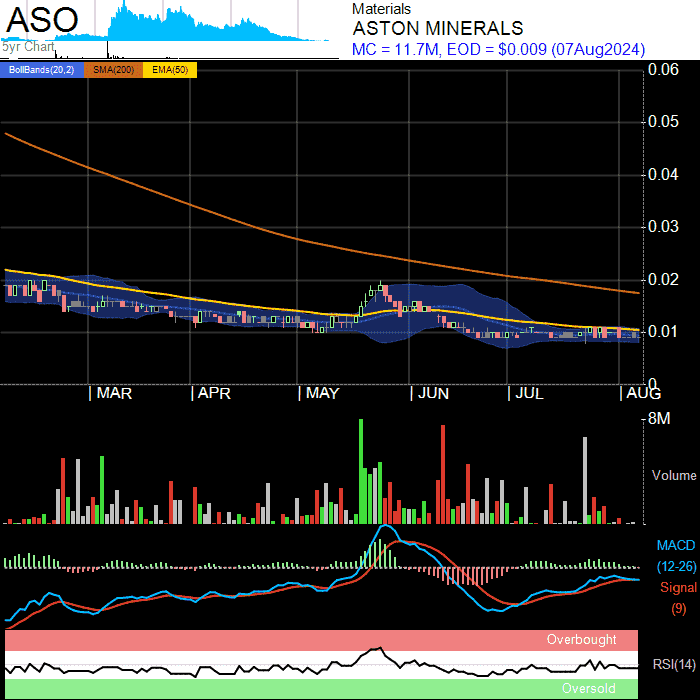 ASO
5yr Chart
Materials
ASTON MINERALS
MC = 11.7M, EOD = $0.009 (07Aug2024)
BollBands(20,2) SMA(200) EMA(50)
0.06
0.05
0.04
0.03
0.02
0.01
0
MAR APR MAY JUN JUL AUG
8M
Volume
MACD
(12-26)
Signal
(9)
Overbought
RSI(14)
Oversold